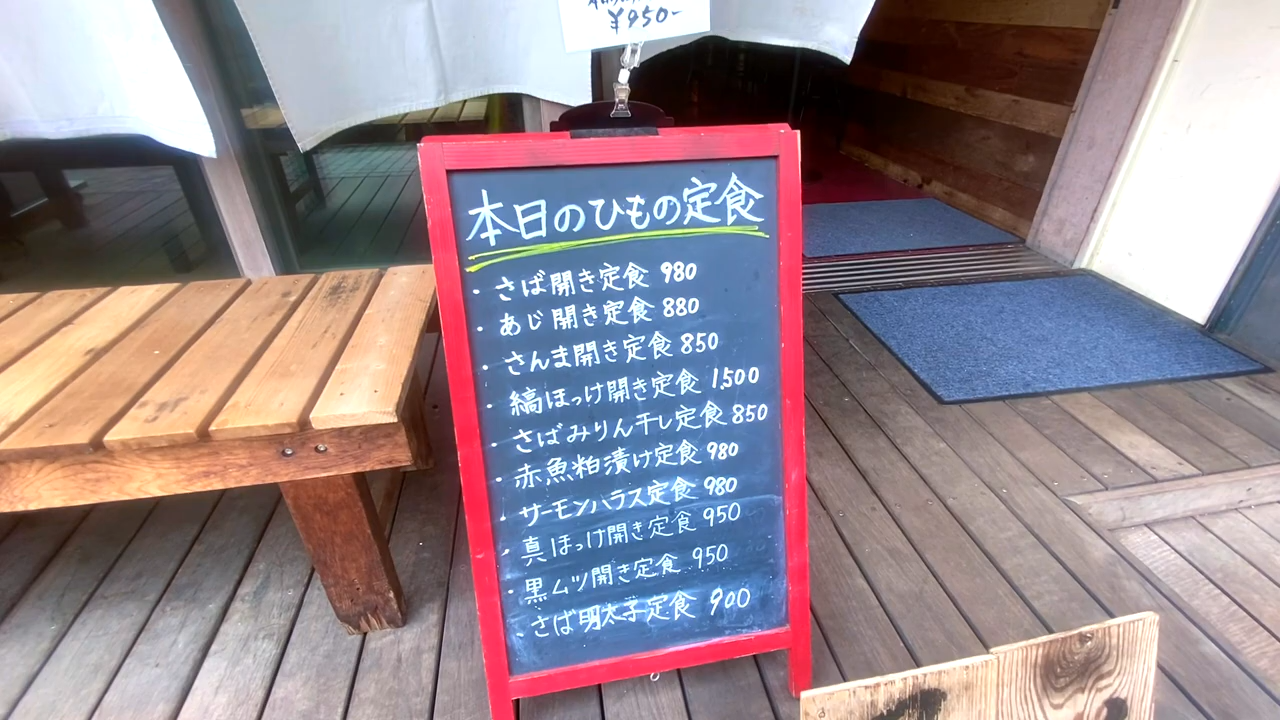 ¥950-
本日のひもの定食
・さば開き定食 980
・あじ開き定食 880
・さんま開き定食 850
・縞ほっけ開き定食 1,500
・さばみりん干し定食 850
・赤魚粕漬け定食 980
・サーモンハラス定食 980
・真ほっけ開き定食 950
・黒ムツ開き定食 950
・さば明太子定食 900